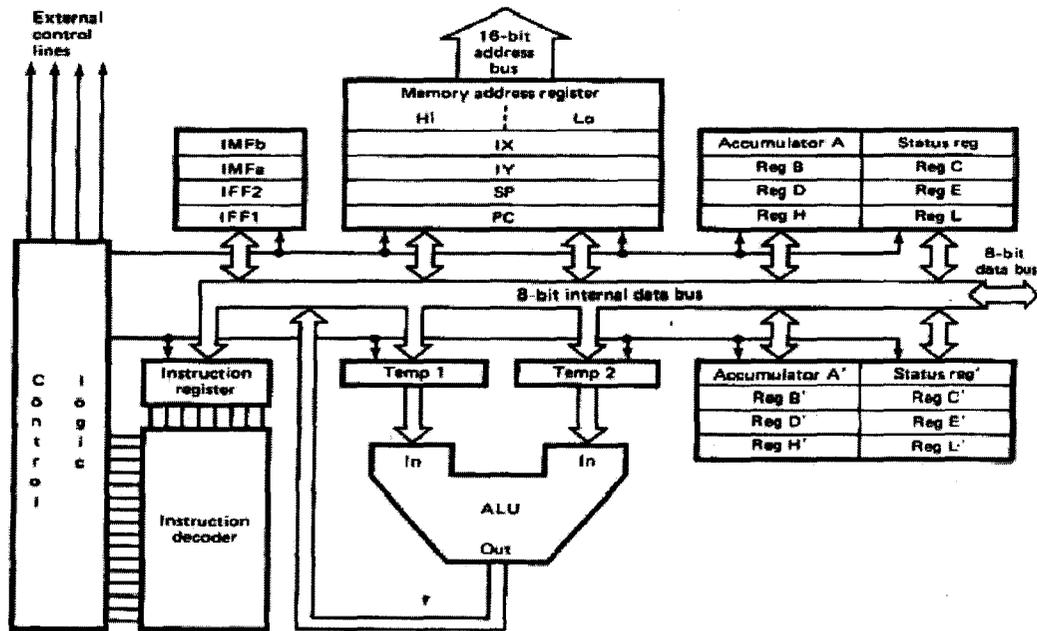 External
control
lines
16-bit
address
bus
Memory address register
Hi Lo
IX
IY
SP
PC
IMFb
IMFa
IFF2
IFF1
Accumulator A Status reg
Reg B Reg C
Reg D Reg E
Reg H Reg L
8-bit
data bus
8-bit internal data bus
Control
logic
Instruction
register
Temp 1
Temp 2
Accumulator A' Status reg'
Reg B' Reg C'
Reg D' Reg E'
Reg H' Reg L'
In In
ALU
Out
Instruction
decoder